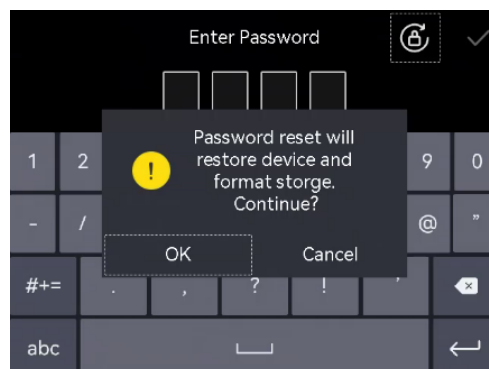 Enter Password
Password reset will
restore device and
format storge.
Continue?
OK Cancel
1 2 9 0
- / @ "
#+= . , ? ! '
abc